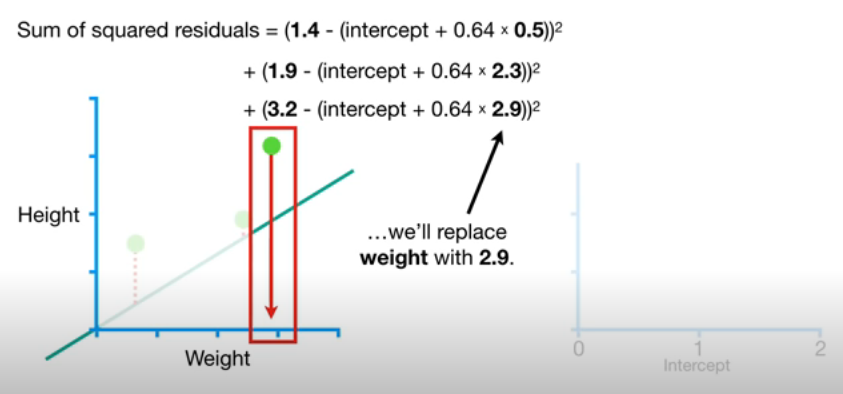 Sum of squared residuals = (1.4 - (intercept + 0.64 × 0.5))²
+ (1.9 - (intercept + 0.64 × 2.3))²
+ (3.2 - (intercept + 0.64 × 2.9))²
Height
…we'll replace
weight with 2.9.
Weight
0 1 2
Intercept